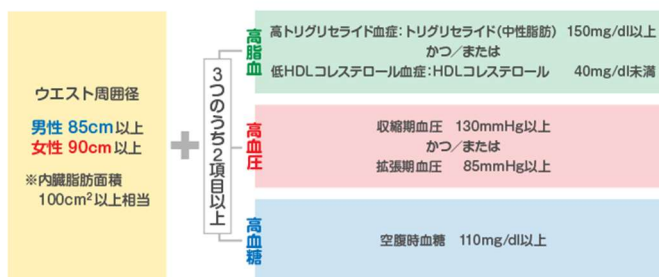 ウエスト周囲径
男性 85cm以上
女性 90cm以上
※内臓脂肪面積
100cm²以上相当
+
3つのうち2項目以上
高脂血
高トリグリセライド血症：トリグリセライド（中性脂肪） 150mg/dl以上
かつ／または
低HDLコレステロール血症：HDLコレステロール 40mg/dl未満
高血圧
収縮期血圧 130mmHg以上
かつ／または
拡張期血圧 85mmHg以上
高血糖
空腹時血糖 110mg/dl以上